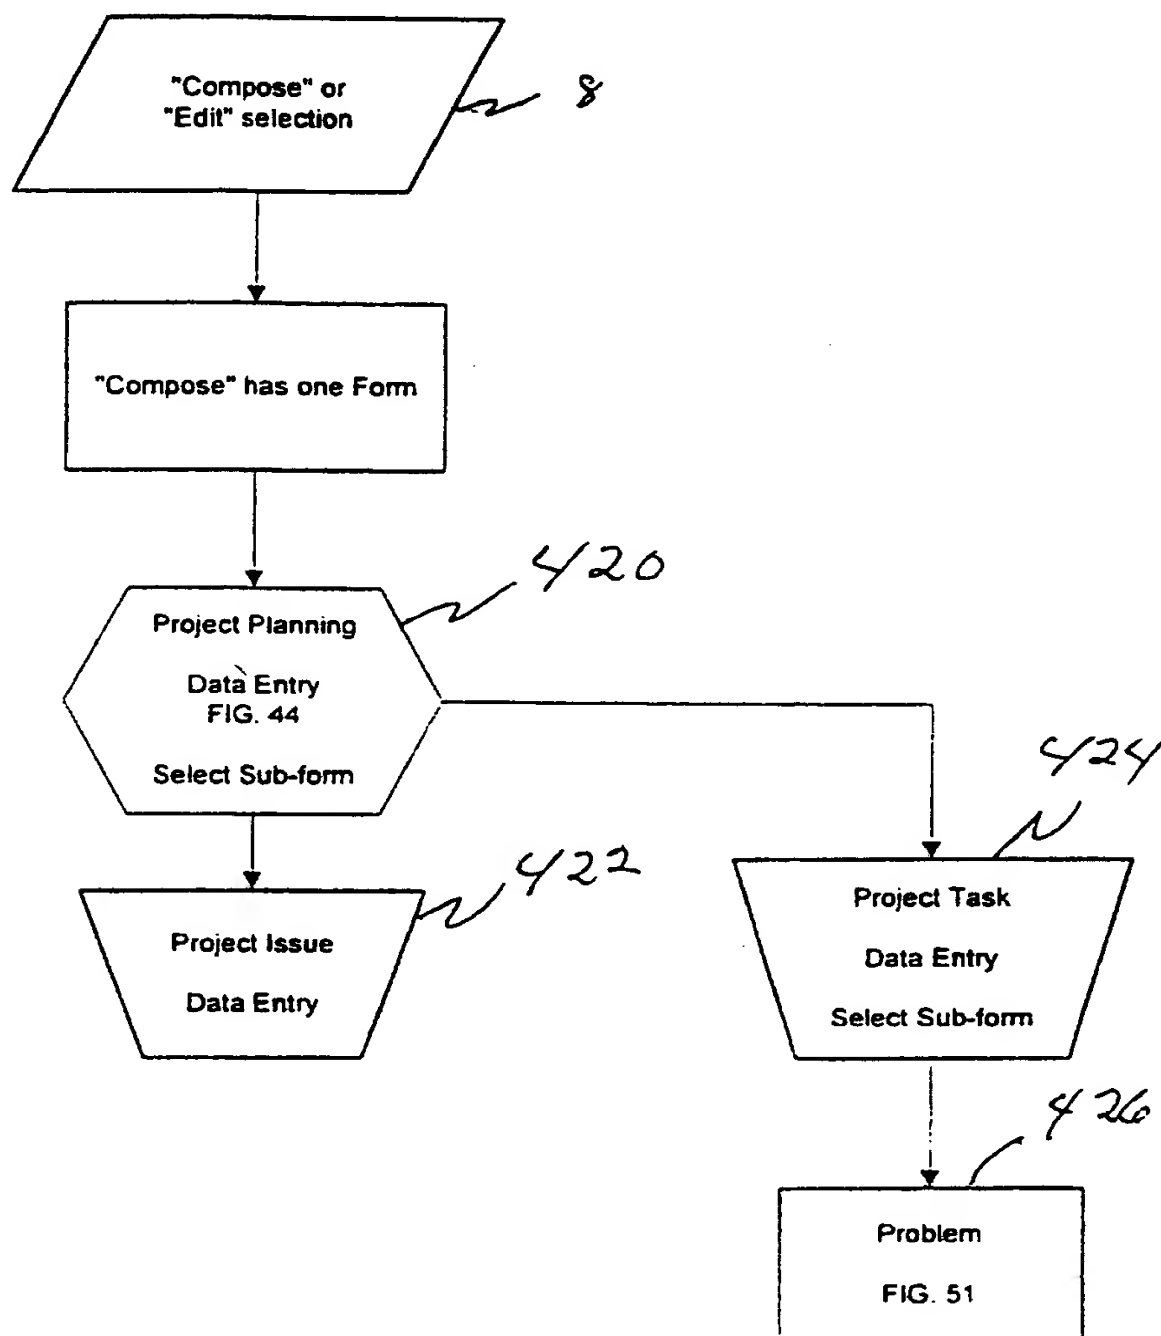 "Compose" or
"Edit" selection
8
"Compose" has one Form
420
Project Planning
Data Entry
FIG. 44
Select Sub-form
424
422
Project Issue
Data Entry
Project Task
Data Entry
Select Sub-form
426
Problem
FIG. 51